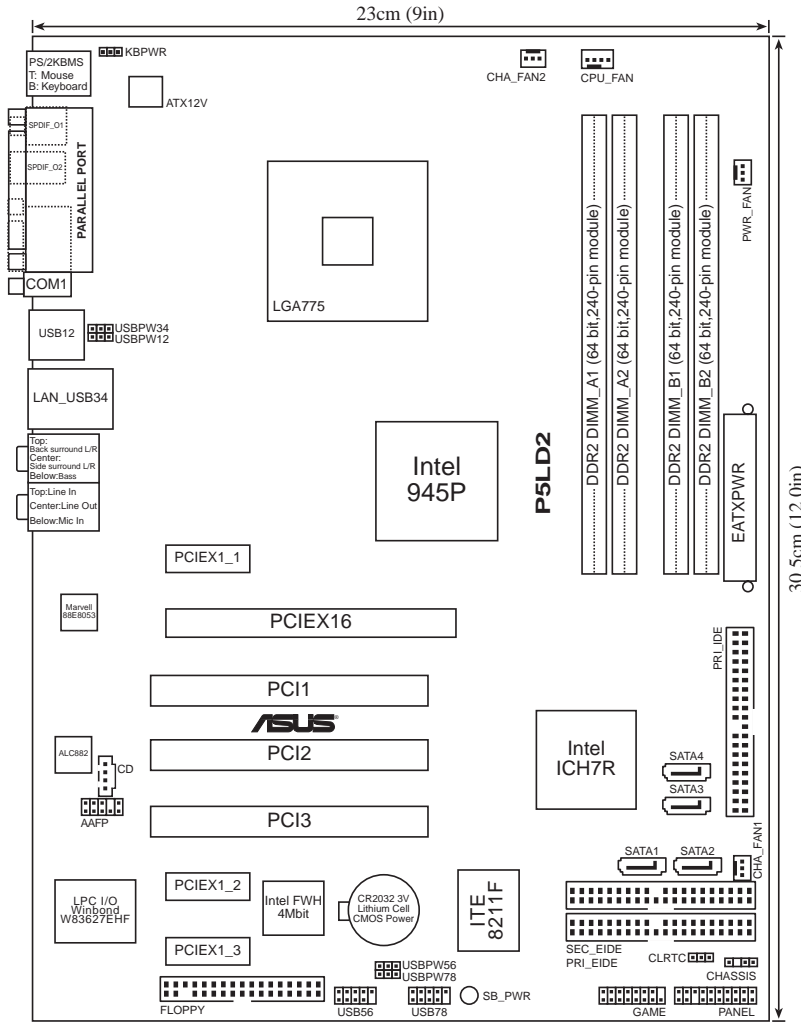 23cm (9in)
KBPWR
PS/2KBMS
T: Mouse
B: Keyboard
ATX12V
CHA_FAN2
CPU_FAN
SPDIF_O1
SPDIF_O2
PARALLEL PORT
PWR_FAN
COM1
LGA775
USB12
USBPW34
USBPW12
LAN_USB34
DDR2 DIMM_A1 (64 bit,240-pin module)
DDR2 DIMM_A2 (64 bit,240-pin module)
DDR2 DIMM_B1 (64 bit,240-pin module)
DDR2 DIMM_B2 (64 bit,240-pin module)
Top:
Back surround L/R
Center:
Side surround L/R
Below:Bass
Top:Line In
Center:Line Out
Below:Mic In
Intel
945P
P5LD2
EATXPWR
30.5cm (12.0in)
PCIEX1_1
Marvell
88E8053
PCIEX16
PRI_IDE
PCI1
ASUS
PCI2
ALC882
CD
AAFP
Intel
ICH7R
SATA4
SATA3
PCI3
SATA1
SATA2
CHA_FAN1
LPC I/O
Winbond
W83627EHF
PCIEX1_2
Intel FWH
4Mbit
CR2032 3V
Lithium Cell
CMOS Power
ITE
8211F
PCIEX1_3
SEC_EIDE
PRI_EIDE
CLRTC
CHASSIS
USBPW56
USBPW78
FLOPPY
USB56
USB78
SB_PWR
GAME
PANEL